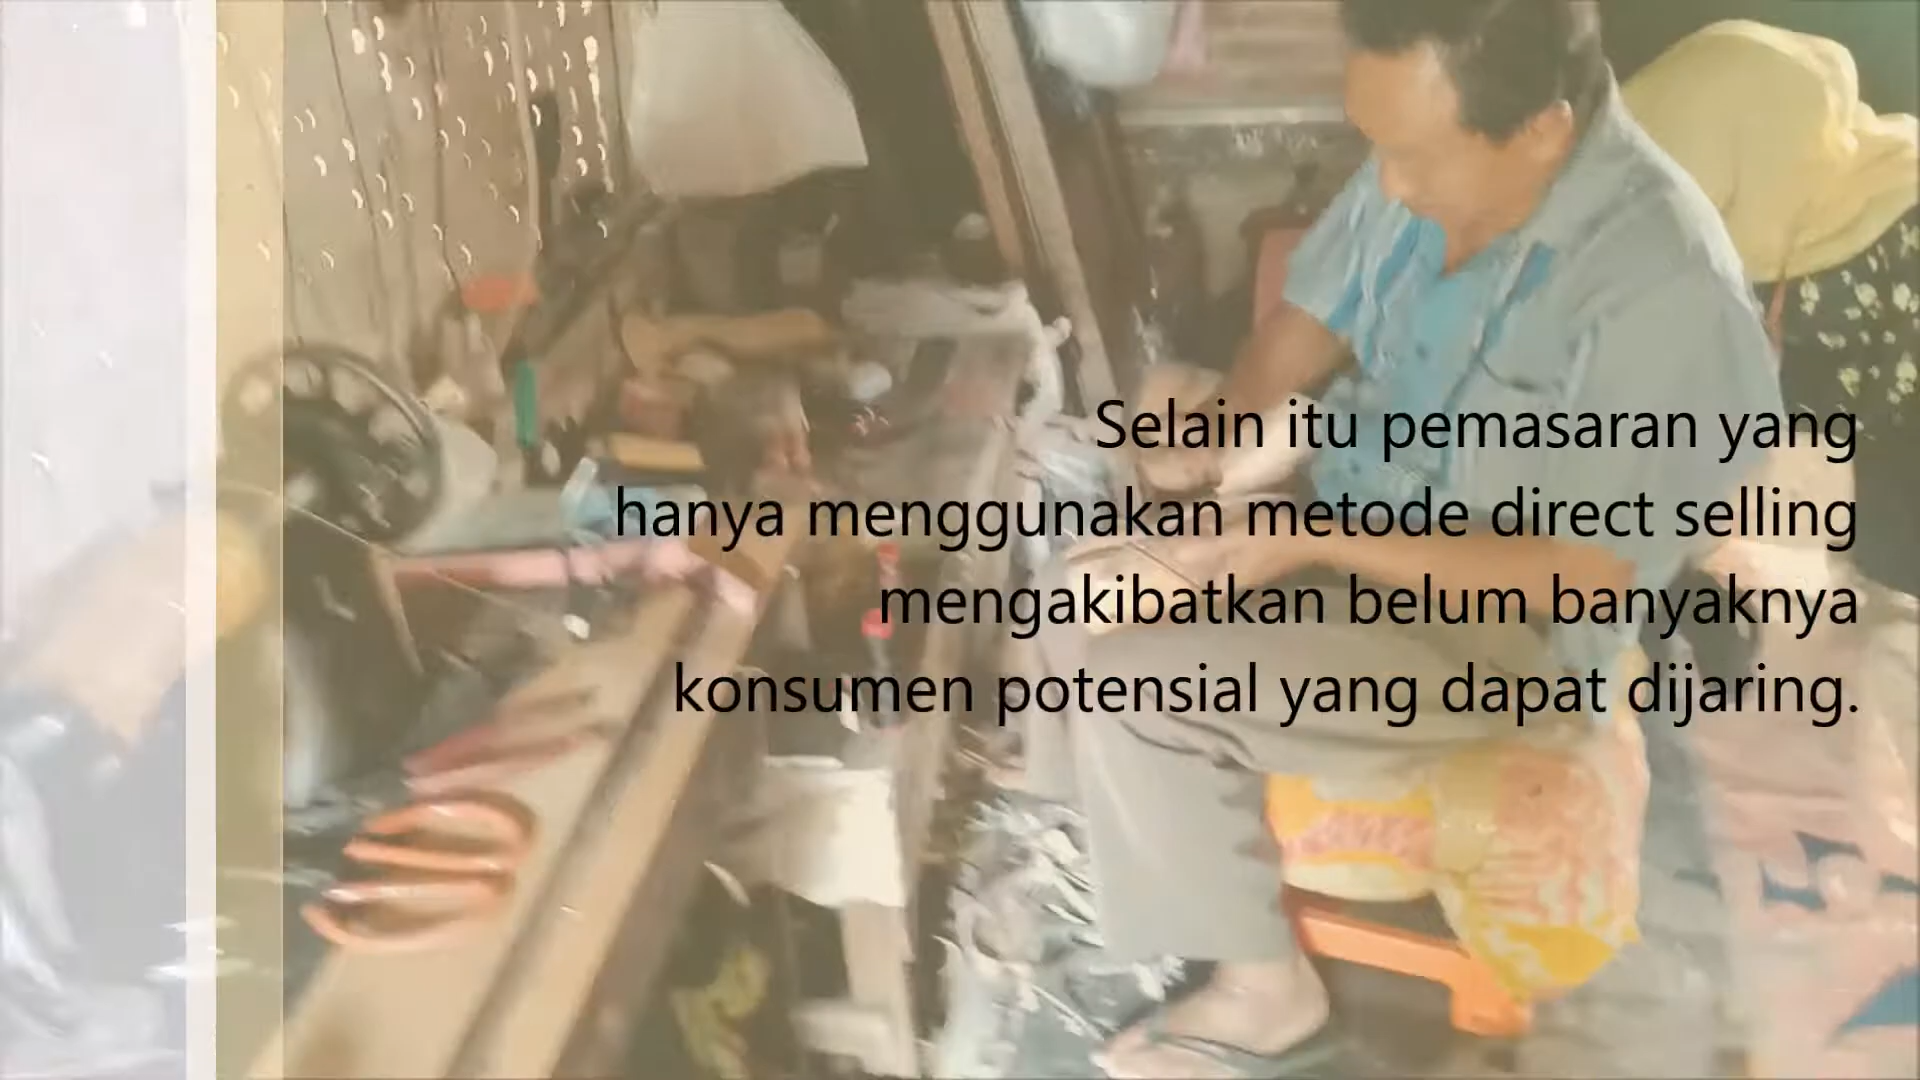 Selain itu pemasaran yang
hanya menggunakan metode direct selling
mengakibatkan belum banyaknya
konsumen potensial yang dapat dijaring.